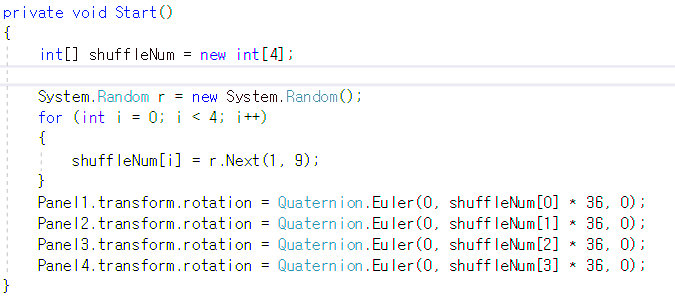 private void Start()
{
int[] shuffleNum = new int[4];
System.Random r = new System.Random();
for (int i = 0; i < 4; i++)
{
shuffleNum[i] = r.Next(1, 9);
}
Panel1.transform.rotation = Quaternion.Euler(0, shuffleNum[0] * 36, 0);
Panel2.transform.rotation = Quaternion.Euler(0, shuffleNum[1] * 36, 0);
Panel3.transform.rotation = Quaternion.Euler(0, shuffleNum[2] * 36, 0);
Panel4.transform.rotation = Quaternion.Euler(0, shuffleNum[3] * 36, 0);
}